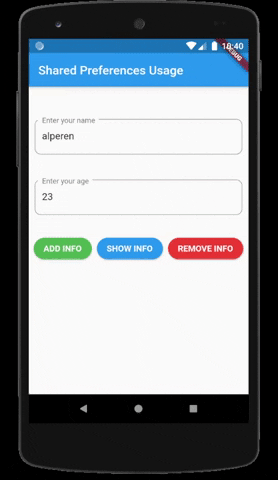 10:40
DEBUG
Shared Preferences Usage
Enter your name
alperen
Enter your age
23
ADD INFO SHOW INFO REMOVE INFO